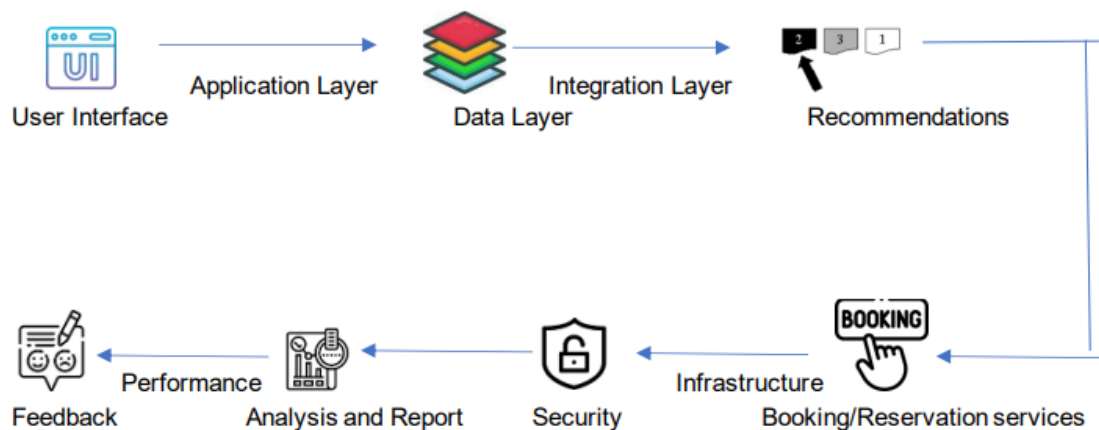 UI
2 3 1
Application Layer
Integration Layer
User Interface
Data Layer
Recommendations
BOOKING
Performance
Infrastructure
Feedback
Analysis and Report
Security
Booking/Reservation services